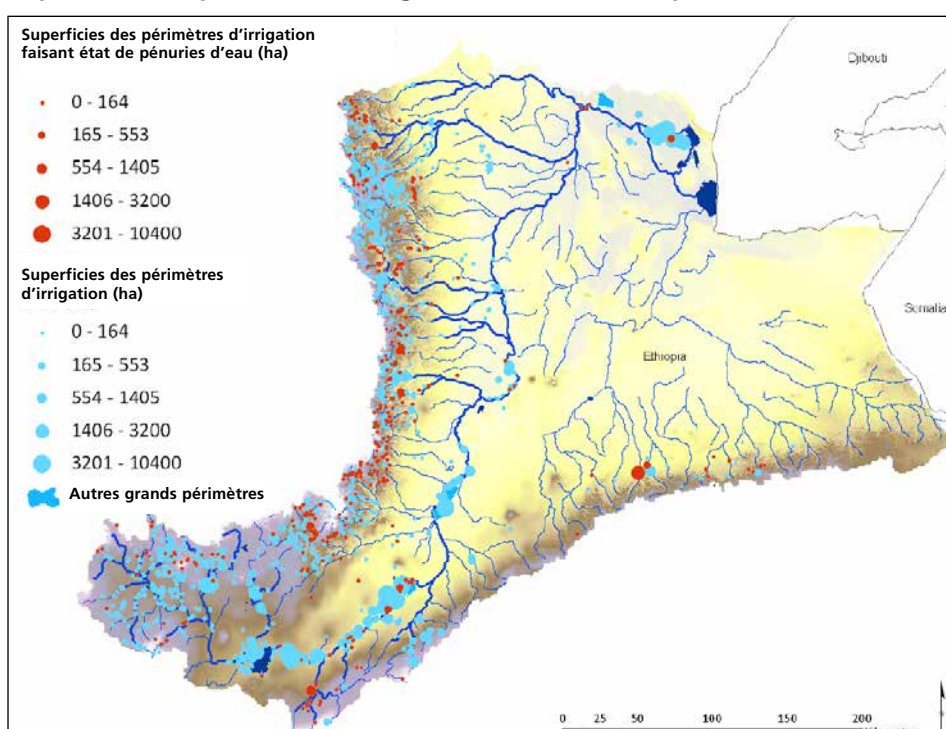 Superficies des périmètres d'irrigation
faisant état de pénuries d'eau (ha)
0 - 164
165 - 553
554 - 1405
1406 - 3200
3201 - 10400
Superficies des périmètres
d'irrigation (ha)
0 - 164
165 - 553
554 - 1405
1406 - 3200
3201 - 10400
Autres grands périmètres
Djibouti
Somalia
Ethiopia
0 25 50 100 150 200